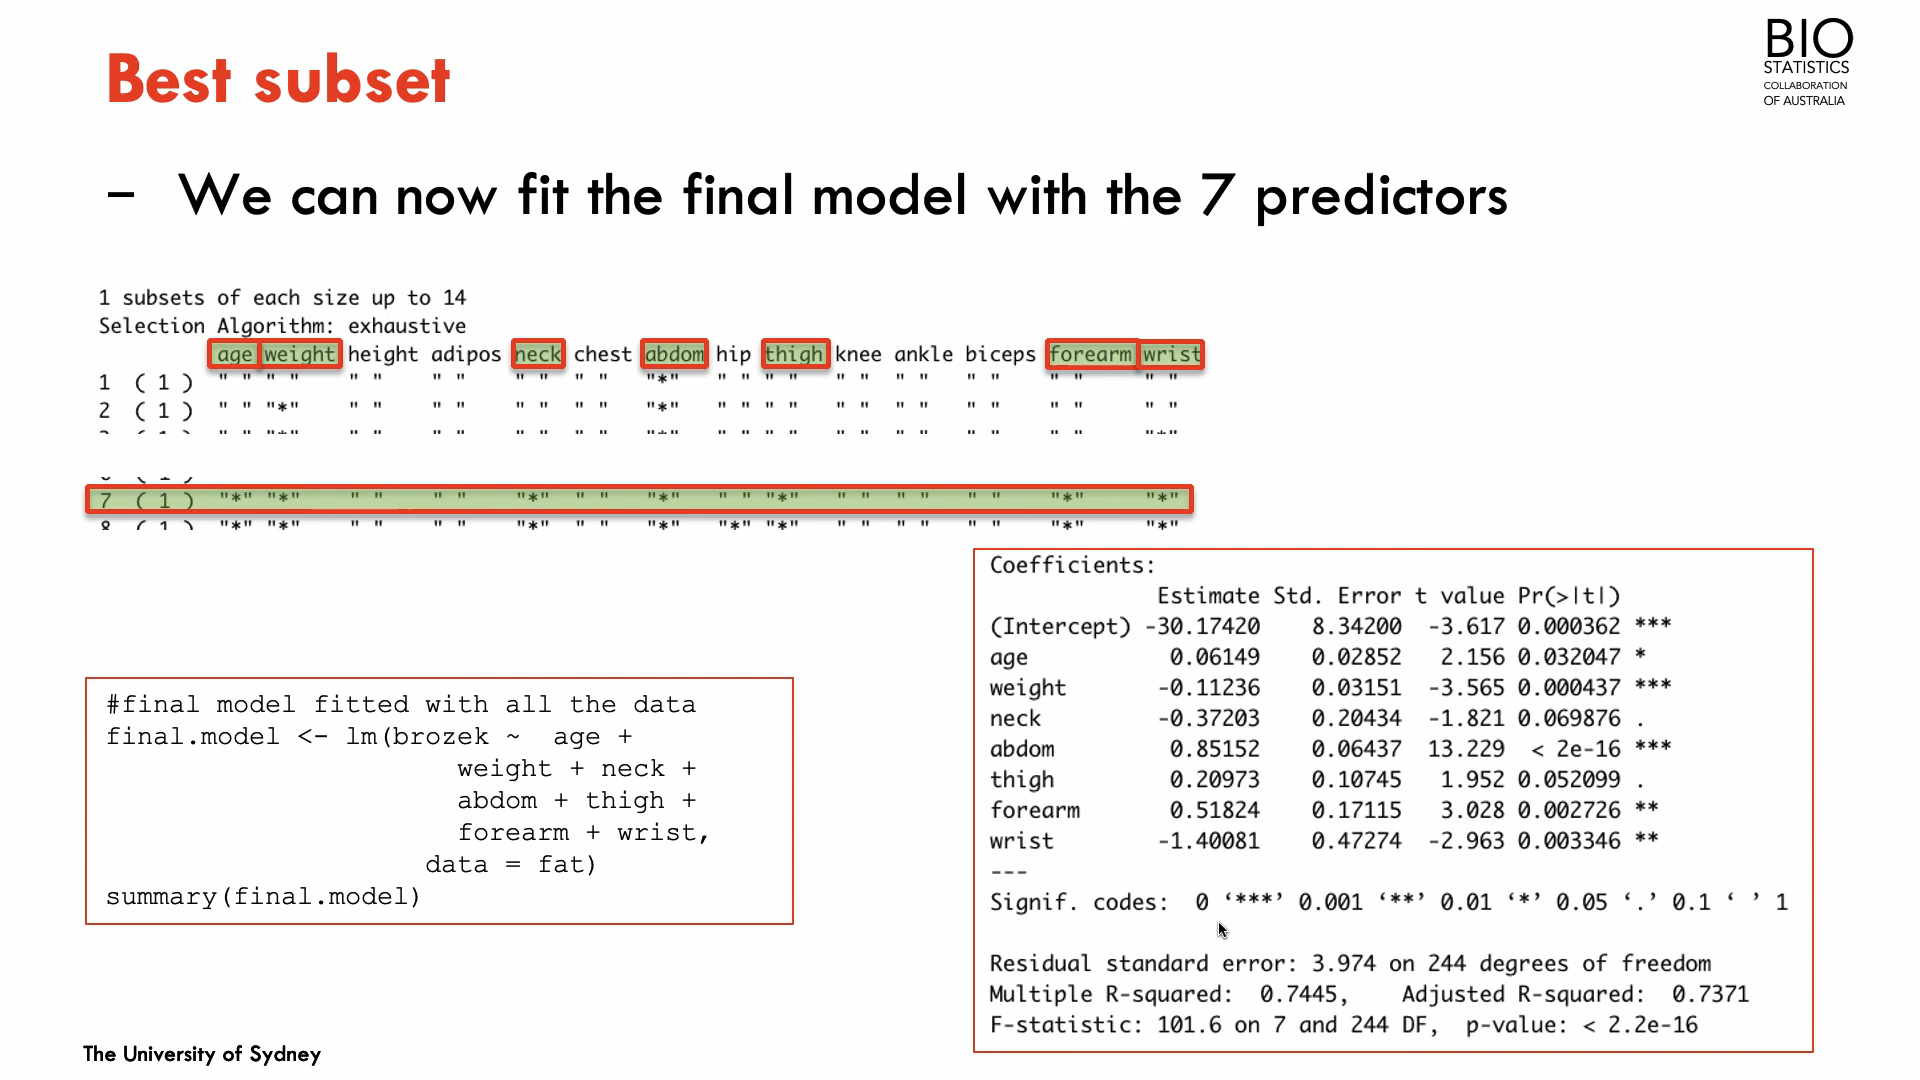 Best subset
BIO
STATISTICS
COLLABORATION
OF AUSTRALIA
– We can now fit the final model with the 7 predictors
1 subsets of each size up to 14
Selection Algorithm: exhaustive
age weight height adipos neck chest abdom hip thigh knee ankle biceps forearm wrist
1 ( 1 ) " " " " " " " " " " " " "*" " " " " " " " " " " " " " "
2 ( 1 ) " " "*" " " " " " " " " "*" " " " " " " " " " " " " " "
7 ( 1 ) "*" "*" " " " " "*" " " "*" " " "*" " " " " " " "*" "*"
8 ( 1 ) "*" "*" " " " " "*" " " "*" "*" "*" " " " " " " "*" "*"
#final model fitted with all the data
final.model <- lm(brozek ~ age +
weight + neck +
abdom + thigh +
forearm + wrist,
data = fat)
summary(final.model)
Coefficients:
Estimate Std. Error t value Pr(>|t|)
(Intercept) -30.17420 8.34200 -3.617 0.000362 ***
age 0.06149 0.02852 2.156 0.032047 *
weight -0.11236 0.03151 -3.565 0.000437 ***
neck -0.37203 0.20434 -1.821 0.069876 .
abdom 0.85152 0.06437 13.229 < 2e-16 ***
thigh 0.20973 0.10745 1.952 0.052099 .
forearm 0.51824 0.17115 3.028 0.002726 **
wrist -1.40081 0.47274 -2.963 0.003346 **
---
Signif. codes: 0 ‘***’ 0.001 ‘**’ 0.01 ‘*’ 0.05 ‘.’ 0.1 ‘ ’ 1
Residual standard error: 3.974 on 244 degrees of freedom
Multiple R-squared: 0.7445, Adjusted R-squared: 0.7371
F-statistic: 101.6 on 7 and 244 DF, p-value: < 2.2e-16
The University of Sydney